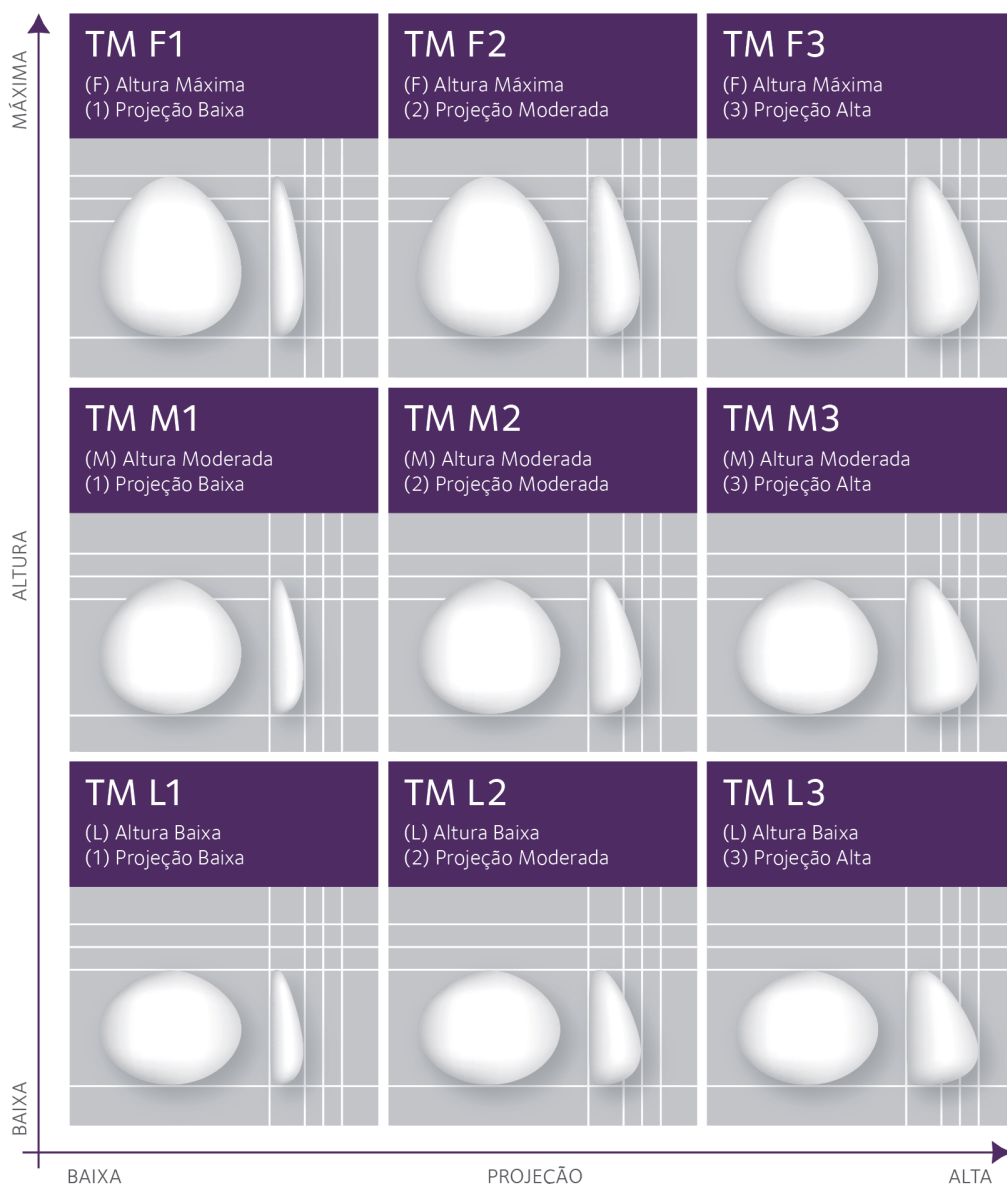 MÁXIMA
TM F1
(F) Altura Máxima
(1) Projeção Baixa
TM F2
(F) Altura Máxima
(2) Projeção Moderada
TM F3
(F) Altura Máxima
(3) Projeção Alta
ALTURA
TM M1
(M) Altura Moderada
(1) Projeção Baixa
TM M2
(M) Altura Moderada
(2) Projeção Moderada
TM M3
(M) Altura Moderada
(3) Projeção Alta
TM L1
(L) Altura Baixa
(1) Projeção Baixa
TM L2
(L) Altura Baixa
(2) Projeção Moderada
TM L3
(L) Altura Baixa
(3) Projeção Alta
BAIXA
BAIXA
PROJEÇÃO
ALTA